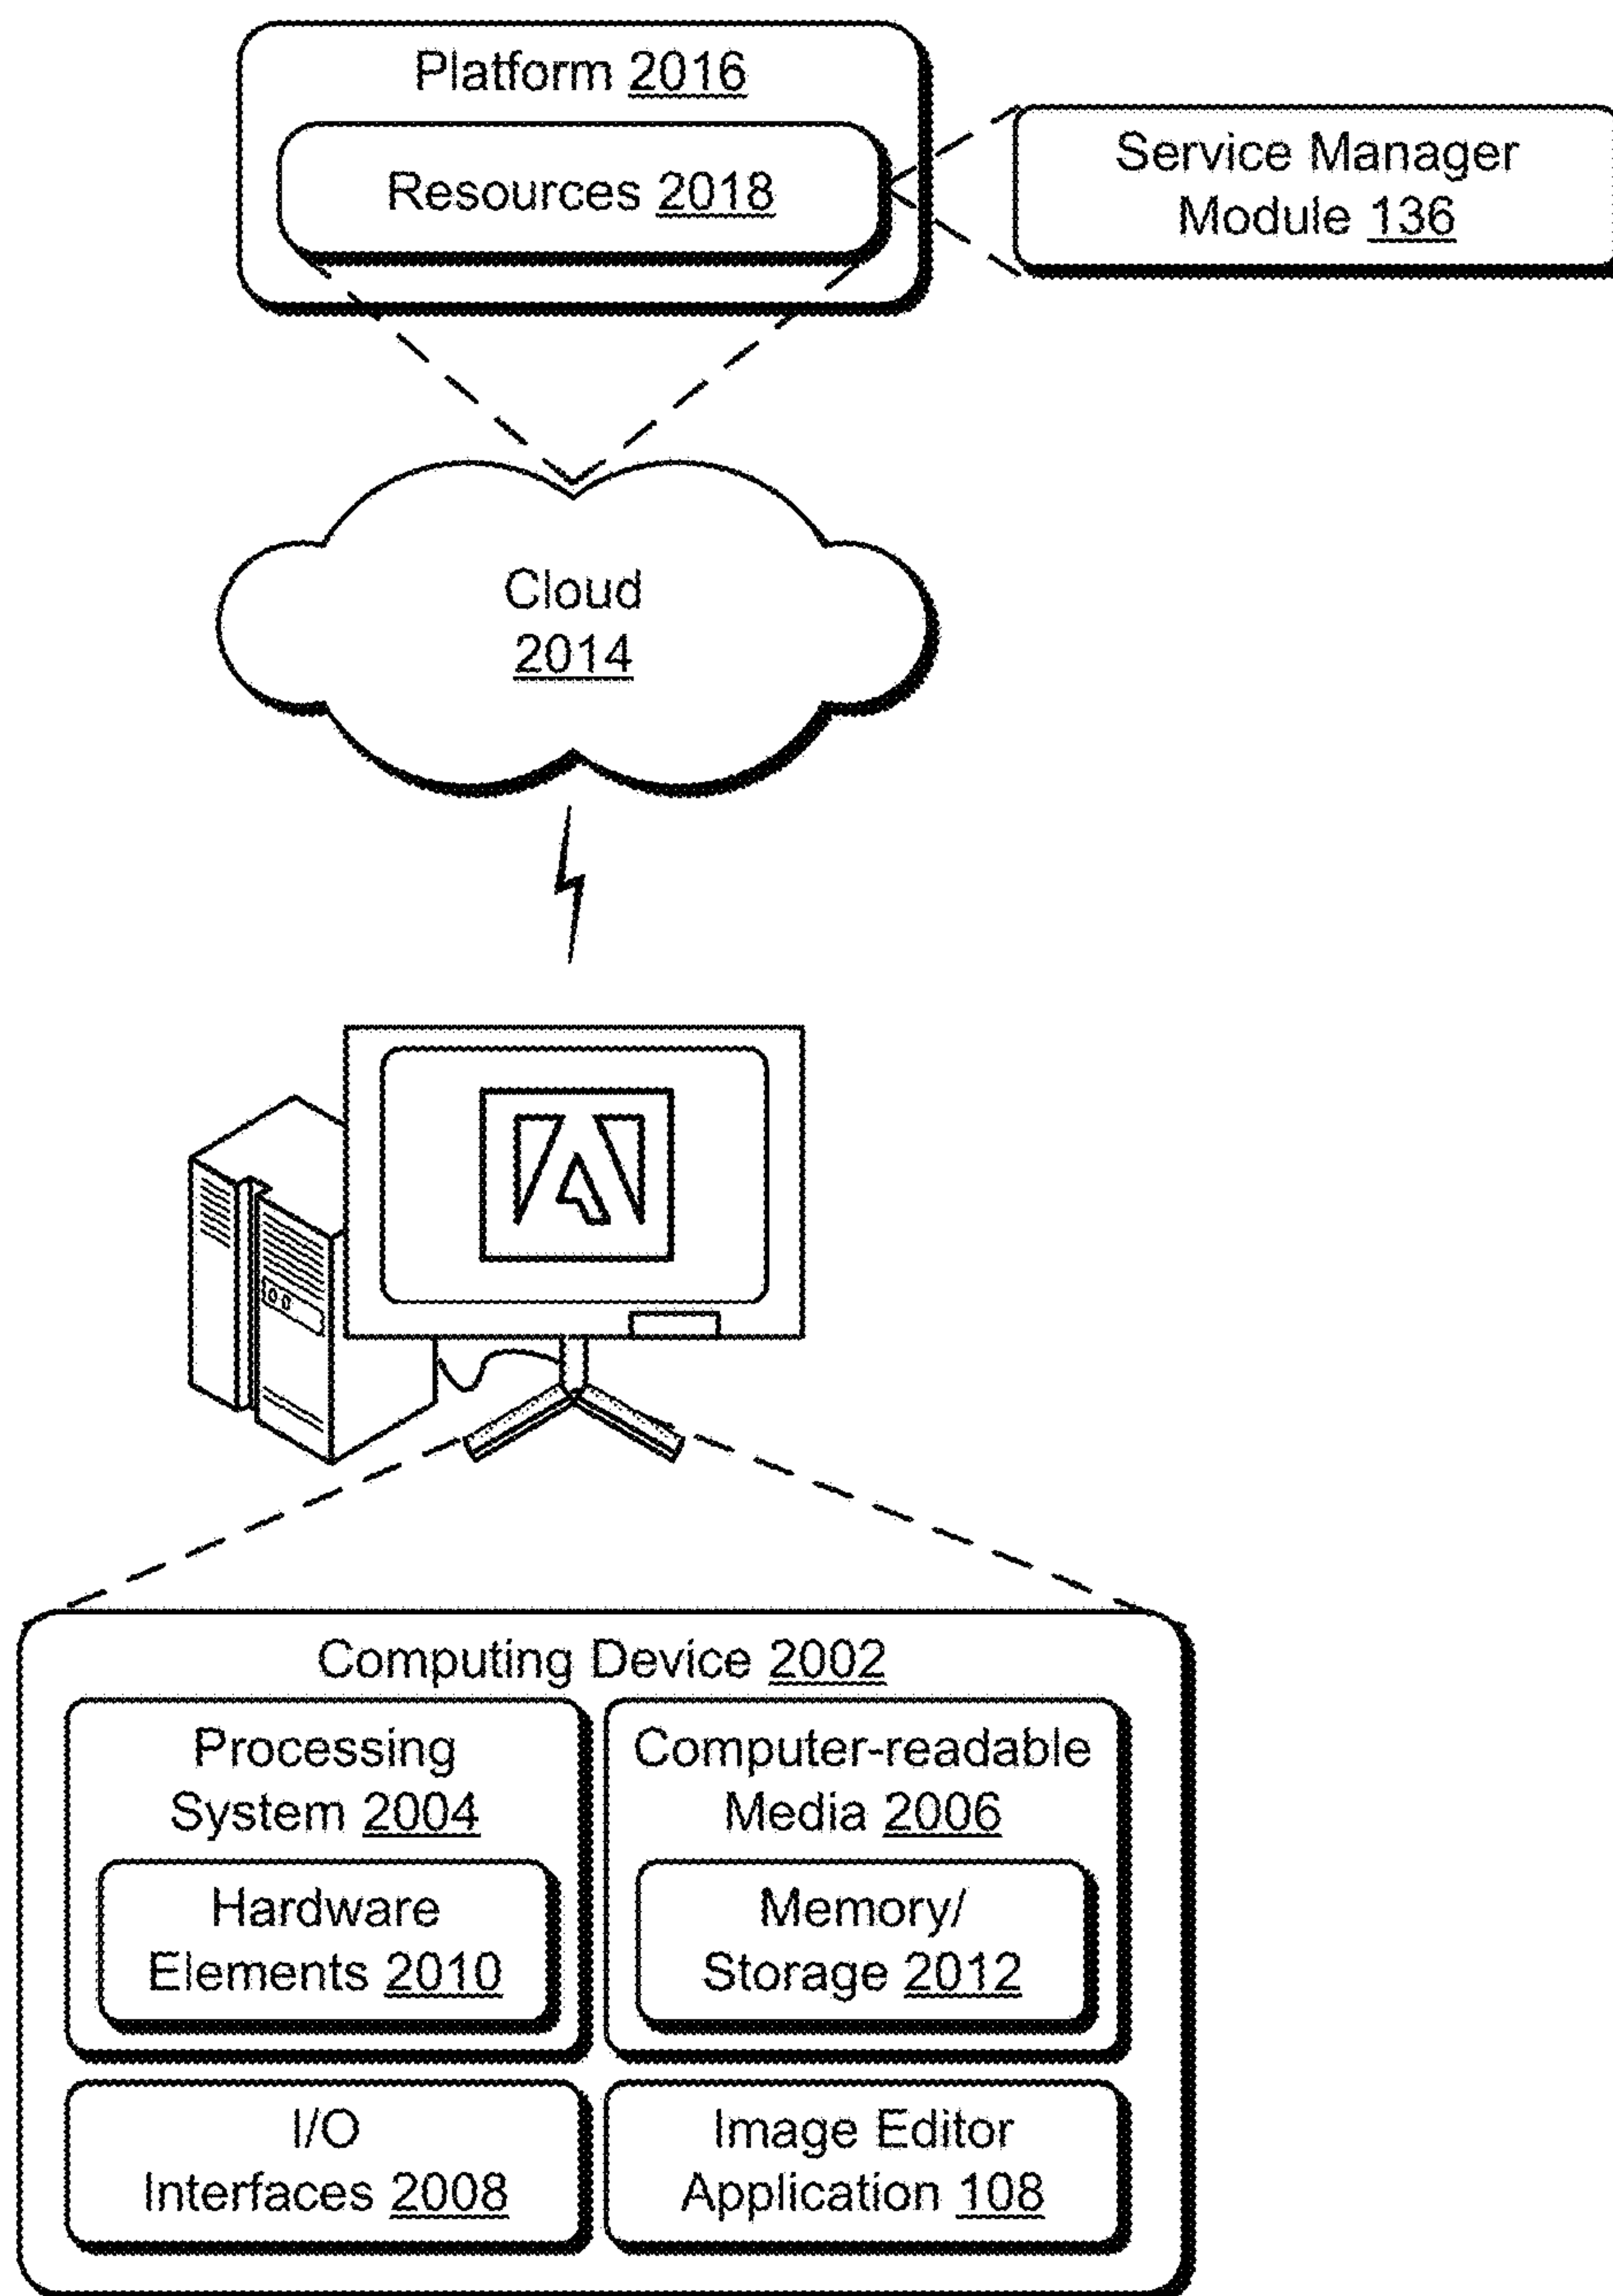 Platform 2016
Resources 2018
Service Manager
Module 136
Cloud
2014
Computing Device 2002
Processing
System 2004
Hardware
Elements 2010
Computer-readable
Media 2006
Memory/
Storage 2012
I/O
Interfaces 2008
Image Editor
Application 108